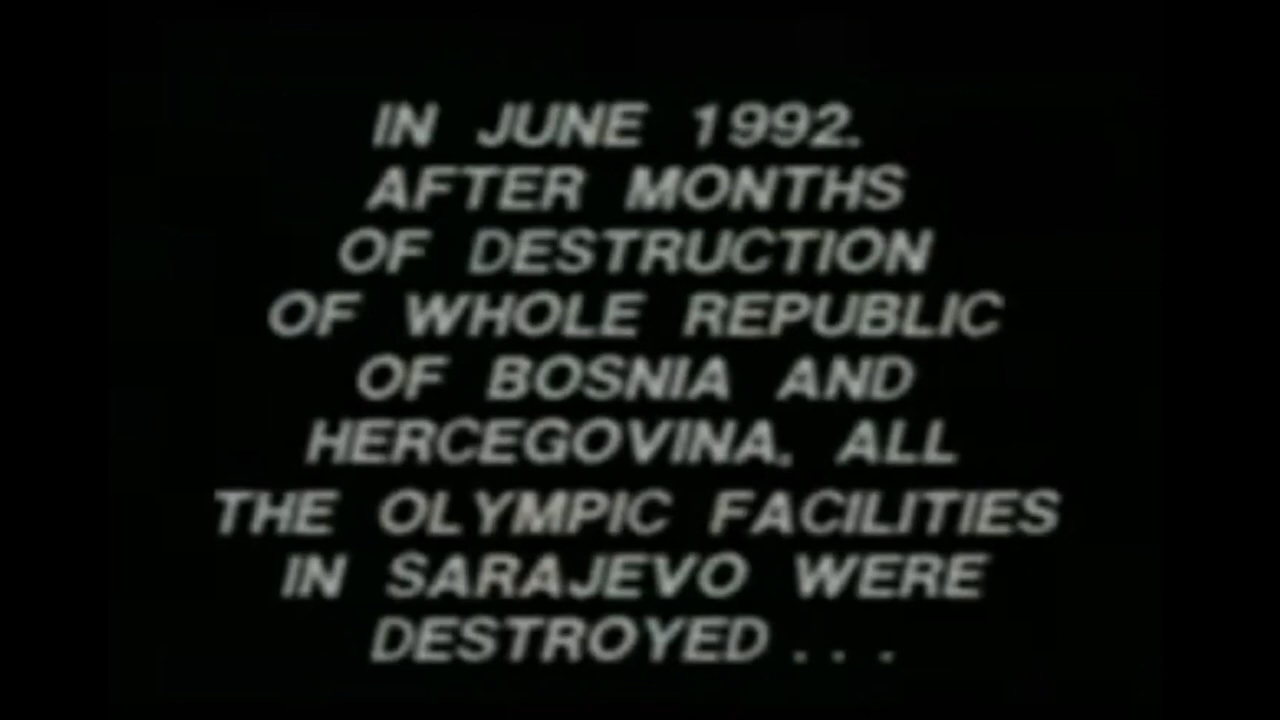 IN JUNE 1992.
AFTER MONTHS
OF DESTRUCTION
OF WHOLE REPUBLIC
OF BOSNIA AND
HERCEGOVINA. ALL
THE OLYMPIC FACILITIES
IN SARAJEVO WERE
DESTROYED . . .